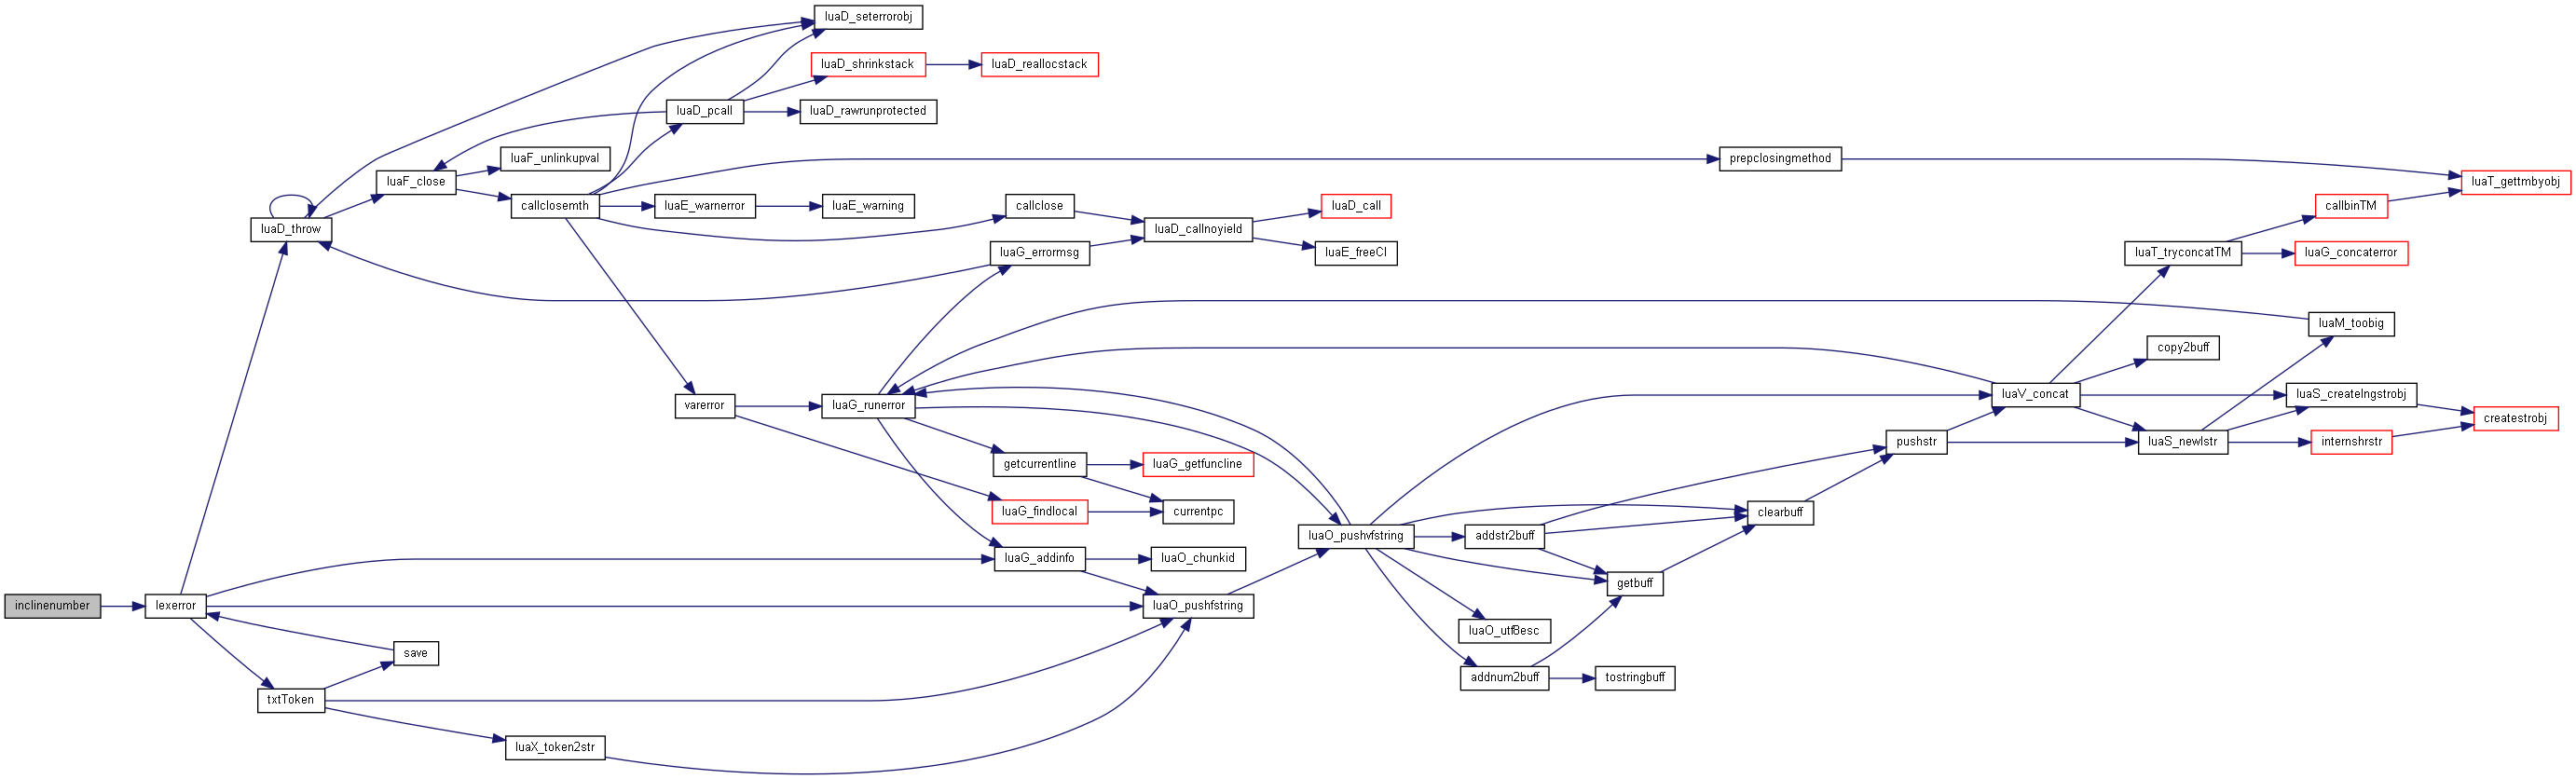 luaD_seterrorobj
luaD_shrinkstack
luaD_reallocstack
luaD_pcall
luaD_rawrunprotected
luaF_unlinkupval
prepclosingmethod
luaF_close
luaT_gettmbyobj
callclosemth
luaE_warnerror
luaE_warning
callclose
luaD_call
callbinTM
luaD_throw
luaD_callnoyield
luaG_errormsg
luaE_freeCI
luaT_tryconcatTM
luaG_concaterror
luaM_toobig
copy2buff
luaV_concat
luaS_createlngstrobj
varerror
luaG_runerror
createstrobj
pushstr
luaS_newlstr
internshrstr
getcurrentline
luaG_getfuncline
luaG_findlocal
currentpc
clearbuff
luaO_pushvfstring
addstr2buff
luaG_addinfo
luaO_chunkid
getbuff
inclinenumber
lexerror
luaO_pushfstring
luaO_utf8esc
save
addnum2buff
tostringbuff
txtToken
luaX_token2str